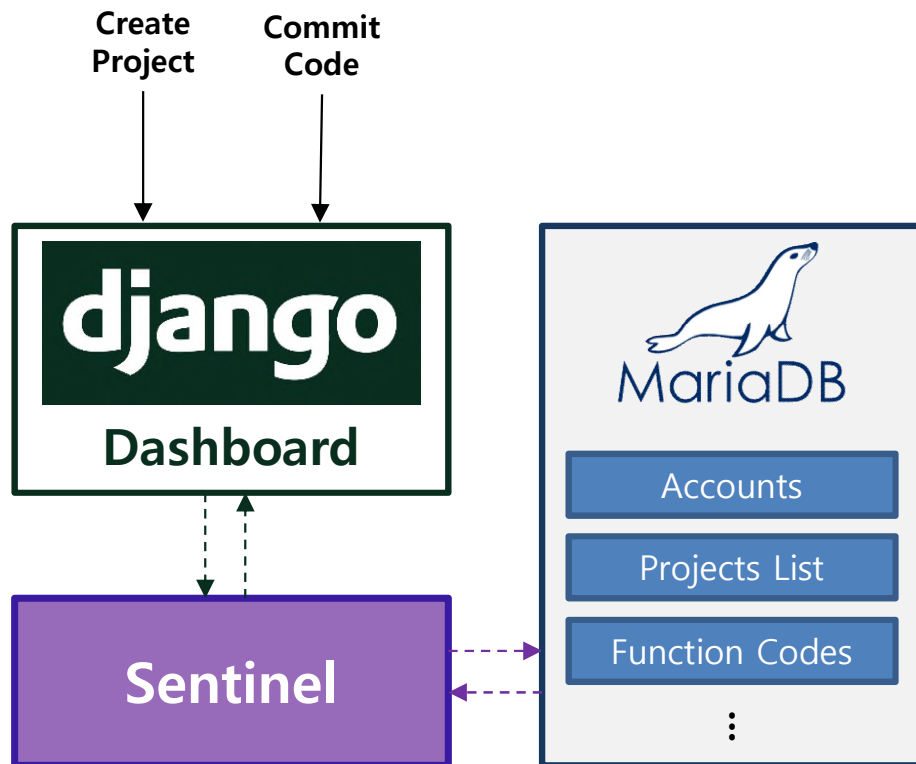 Create
Project
Commit
Code
django
Dashboard
MariaDB
Accounts
Projects List
Function Codes
Sentinel